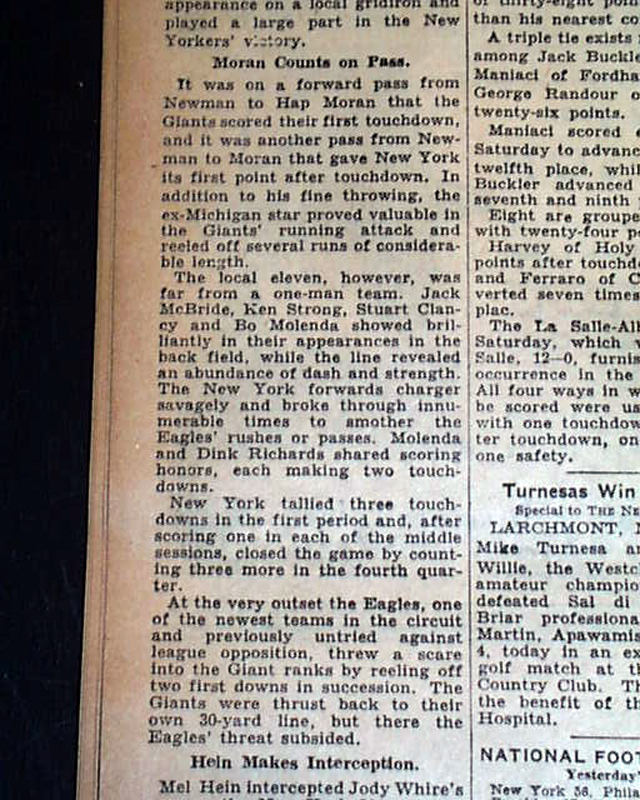 appearance on a local gridiron and
played a large part in the New
Yorkers' victory.
Moran Counts on Pass.
It was on a forward pass from
Newman to Hap Moran that the
Giants scored their first touchdown,
and it was another pass from New-
man to Moran that gave New York
its first point after touchdown. In
addition to his fine throwing, the
ex-Michigan star proved valuable in
the Giants' running attack and
reeled off several runs of considera-
ble length.
The local eleven, however, was
far from a one-man team. Jack
McBride, Ken Strong, Stuart Clan-
cy and Bo Molenda showed bril-
liantly in their appearances in the
back field, while the line revealed
an abundance of dash and strength.
The New York forwards charger
savagely and broke through innu-
merable times to smother the
Eagles' rushes or passes. Molenda
and Dink Richards shared scoring
honors, each making two touch-
downs.
New York tallied three touch-
downs in the first period and, after
scoring one in each of the middle
sessions, closed the game by count-
ing three more in the fourth quar-
ter.
At the very outset the Eagles, one
of the newest teams in the circuit
and previously untried against
league opposition, threw a scare
into the Giant ranks by reeling off
two first downs in succession. The
Giants were thrust back to their
own 30-yard line, but there the
Eagles' threat subsided.
Hein Makes Interception.
Mel Hein intercepted Jody Whire's
of thirty-eight
than his nearest
A triple tie exists
among Jack Buckle
Maniaci of Fordha
George Randour
twenty-six points.
Maniaci scored
Saturday to advanc
twelfth place, whil
Buckler advanced
seventh and ninth
Eight are groupe
with twenty-four
Harvey of Holy
points after touchd
and Ferraro of C
verted seven times
plac.
The La Salle-Alb
Saturday, which
Salle, 12—0, furnis
occurrence in the
All four ways in w
be scored were us
with one touchdow
ter touchdown, on
one safety.
Turnesas Win
Special to THE NE
LARCHMONT,
Mike Turnesa a
Willie, the Westc
amateur champio
defeated Sal di
Briar professiona
Martin, Apawamis
4, today in an ex
golf match at th
Country Club. Th
the benefit of th
Hospital.
NATIONAL FOOT
Yesterday'
New York 56, Phila